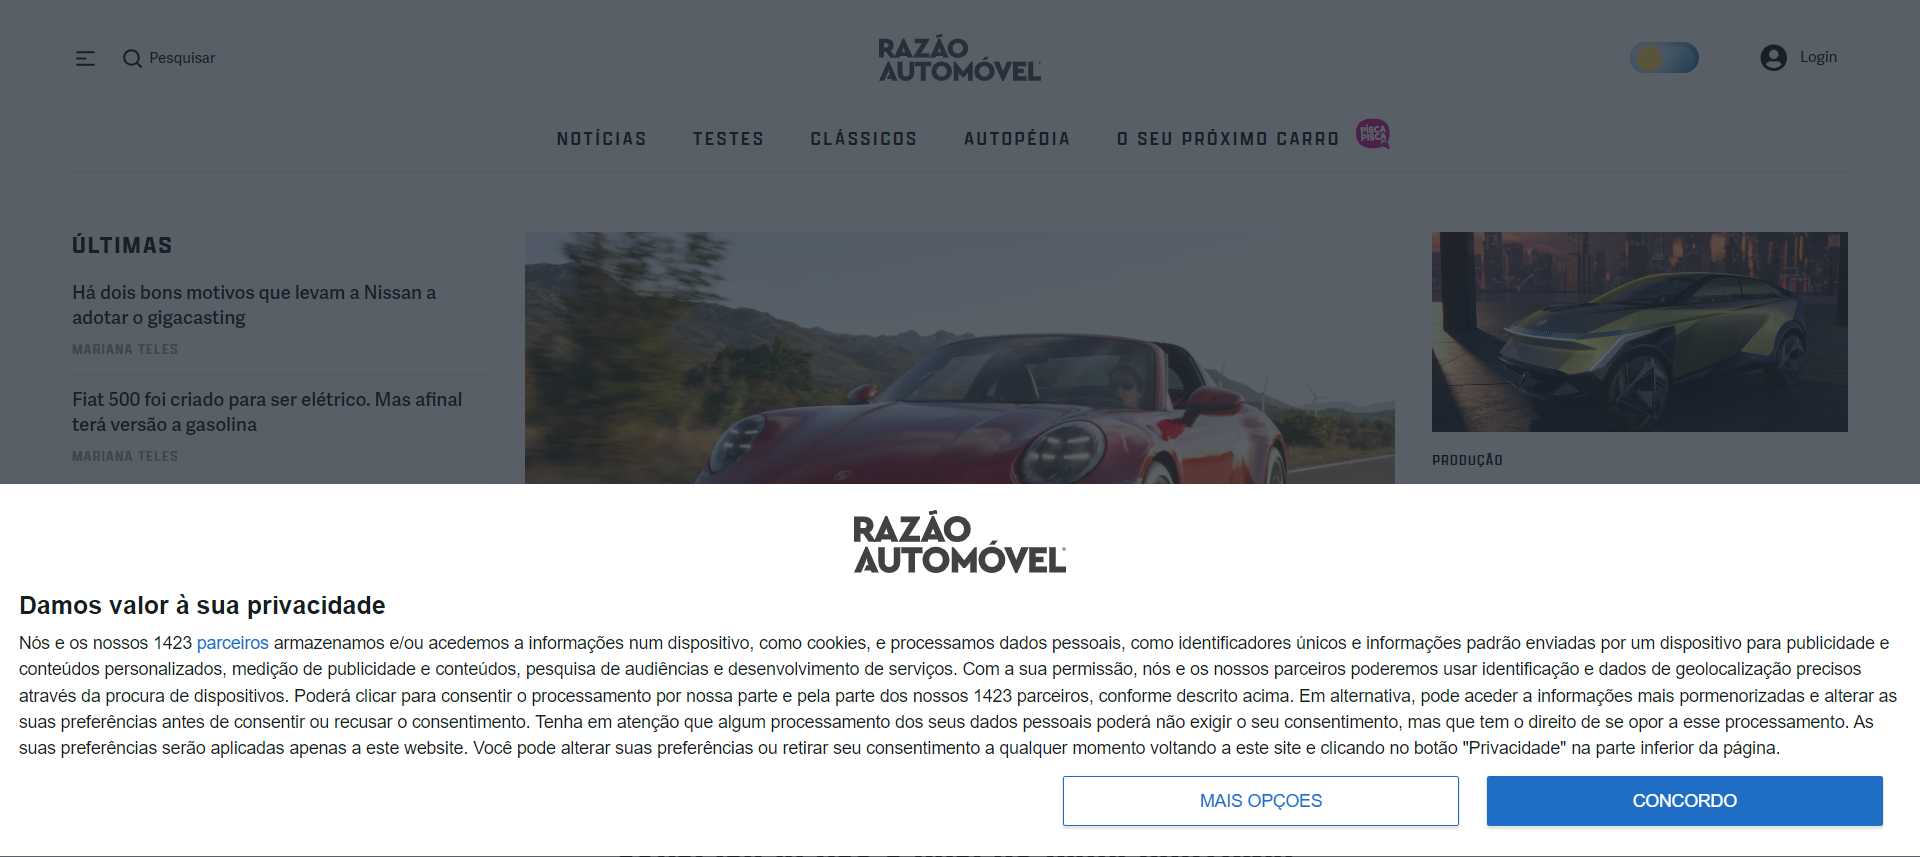 Pesquisar
RAZÃO
AUTOMÓVEL
Login
NOTÍCIAS TESTES CLÁSSICOS AUTOPÉDIA O SEU PRÓXIMO CARRO
PISCA
PISCA
ÚLTIMAS
Há dois bons motivos que levam a Nissan a
adotar o gigacasting
MARIANA TELES
Fiat 500 foi criado para ser elétrico. Mas afinal
terá versão a gasolina
MARIANA TELES
PRODUÇÃO
RAZÃO
AUTOMÓVEL
Damos valor à sua privacidade
Nós e os nossos 1423 parceiros armazenamos e/ou acedemos a informações num dispositivo, como cookies, e processamos dados pessoais, como identificadores únicos e informações padrão enviadas por um dispositivo para publicidade e
conteúdos personalizados, medição de publicidade e conteúdos, pesquisa de audiências e desenvolvimento de serviços. Com a sua permissão, nós e os nossos parceiros poderemos usar identificação e dados de geolocalização precisos
através da procura de dispositivos. Poderá clicar para consentir o processamento por nossa parte e pela parte dos nossos 1423 parceiros, conforme descrito acima. Em alternativa, pode aceder a informações mais pormenorizadas e alterar as
suas preferências antes de consentir ou recusar o consentimento. Tenha em atenção que algum processamento dos seus dados pessoais poderá não exigir o seu consentimento, mas que tem o direito de se opor a esse processamento. As
suas preferências serão aplicadas apenas a este website. Você pode alterar suas preferências ou retirar seu consentimento a qualquer momento voltando a este site e clicando no botão "Privacidade" na parte inferior da página.
MAIS OPÇOES
CONCORDO